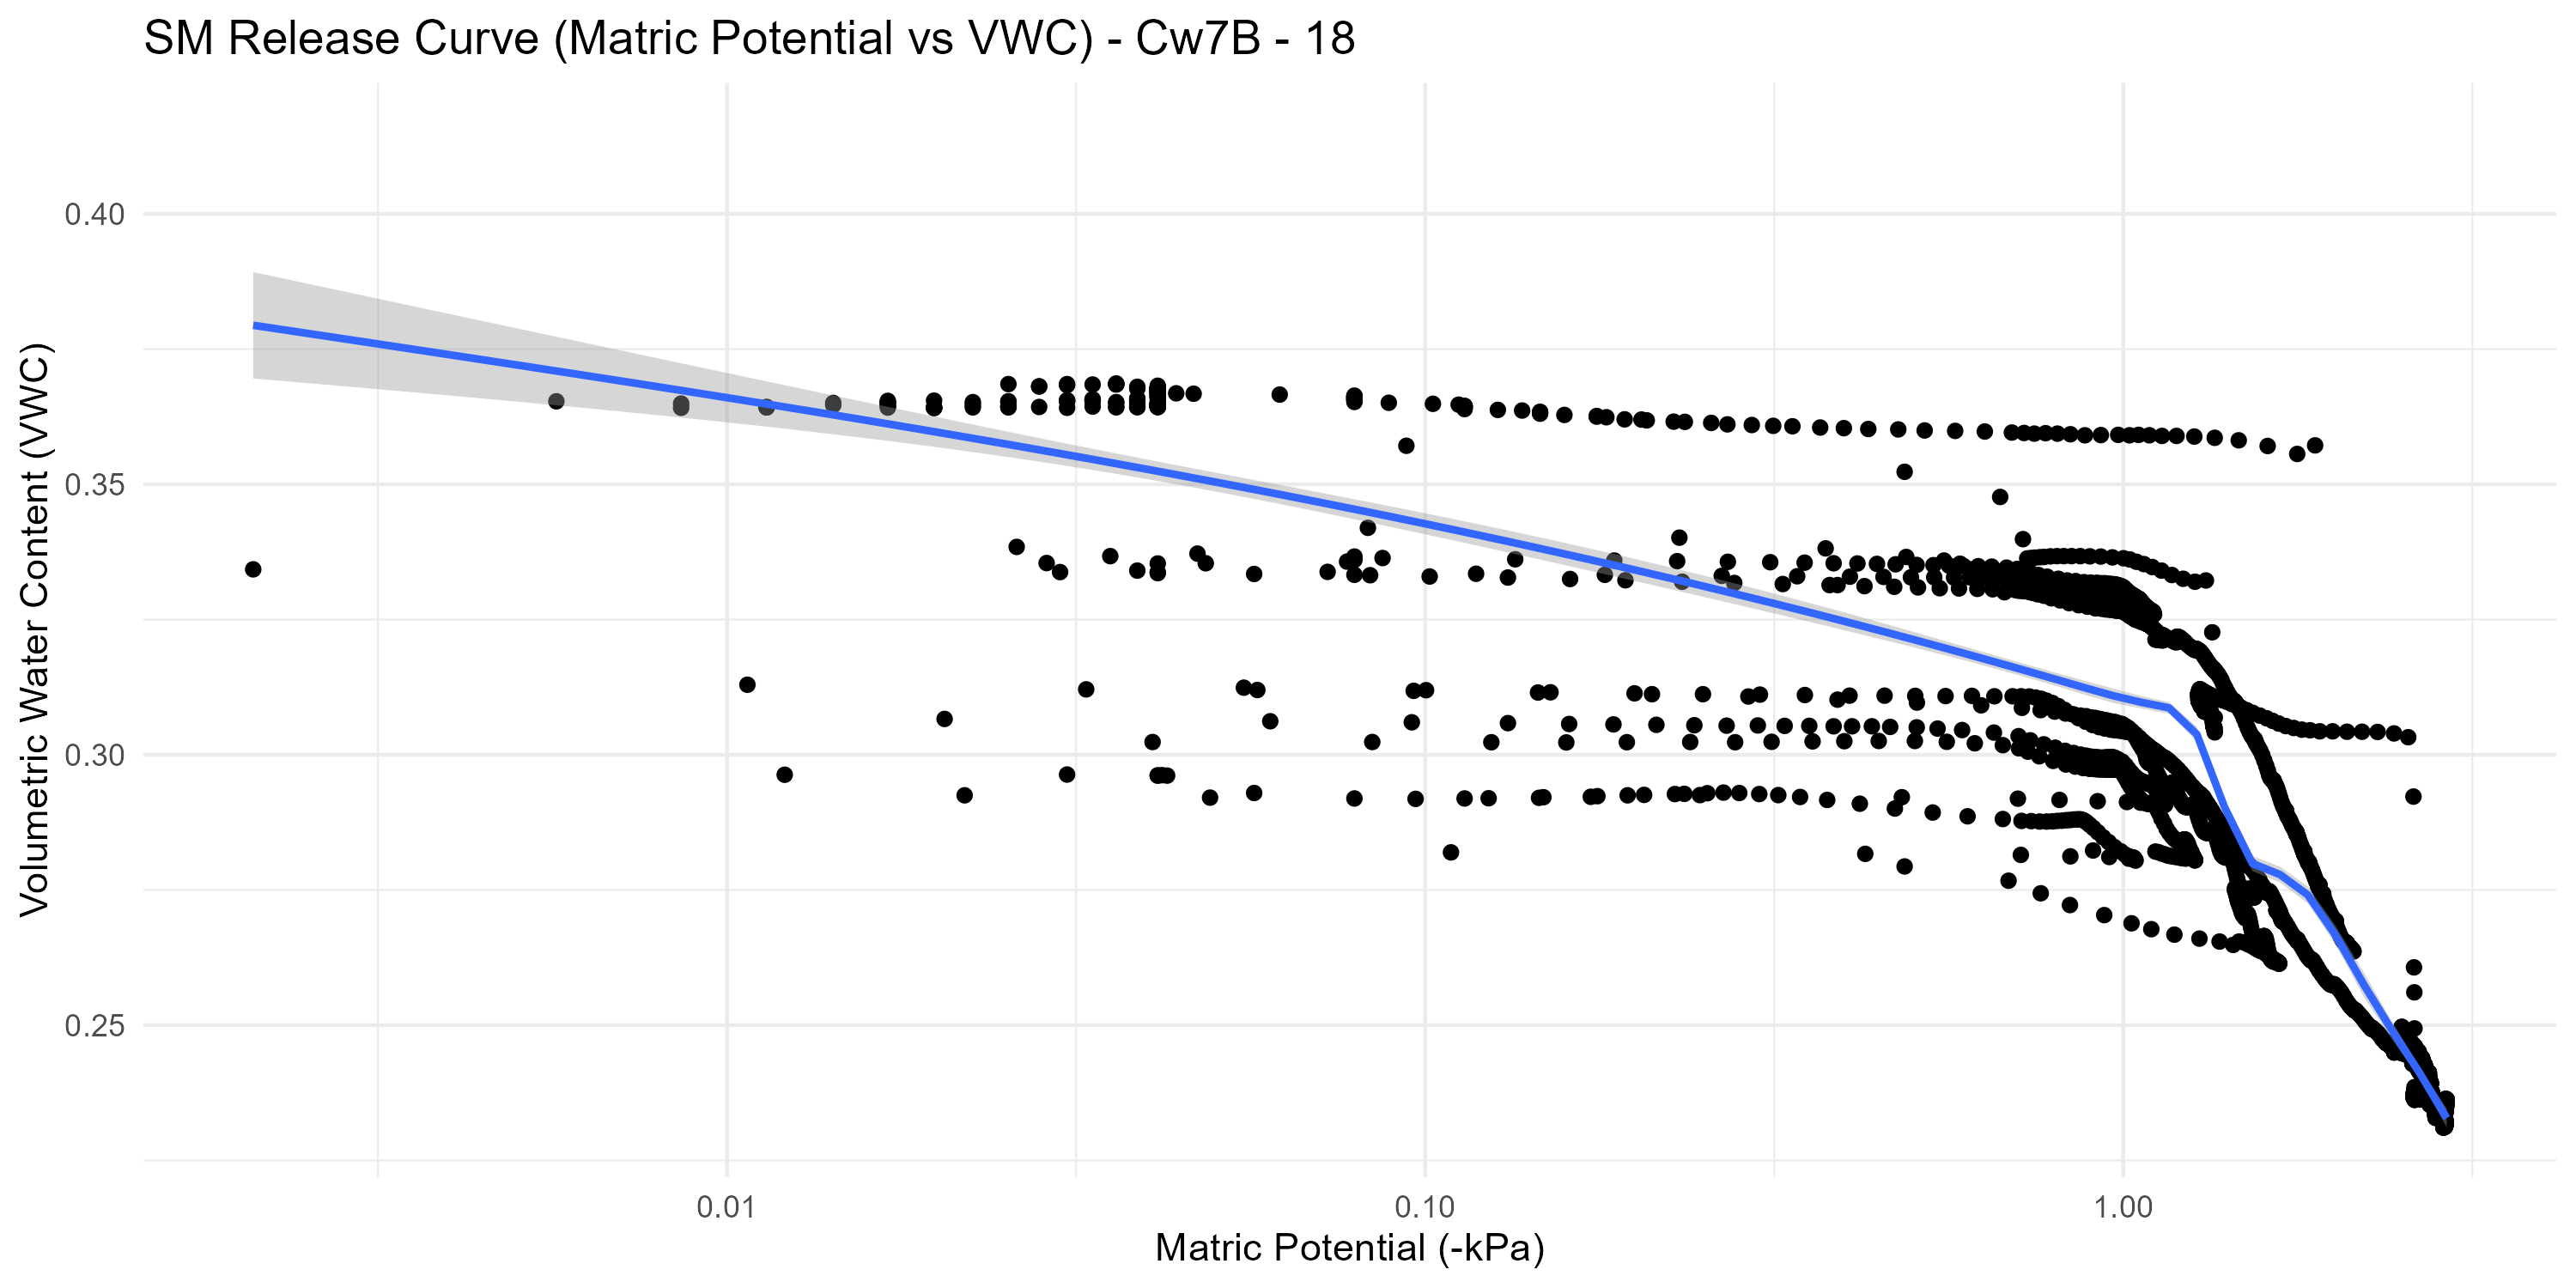 SM Release Curve (Matric Potential vs VWC) - Cw7B - 18
Volumetric Water Content (VWC)
0.40
0.35
0.30
0.25
0.01
0.10
1.00
Matric Potential (-kPa)